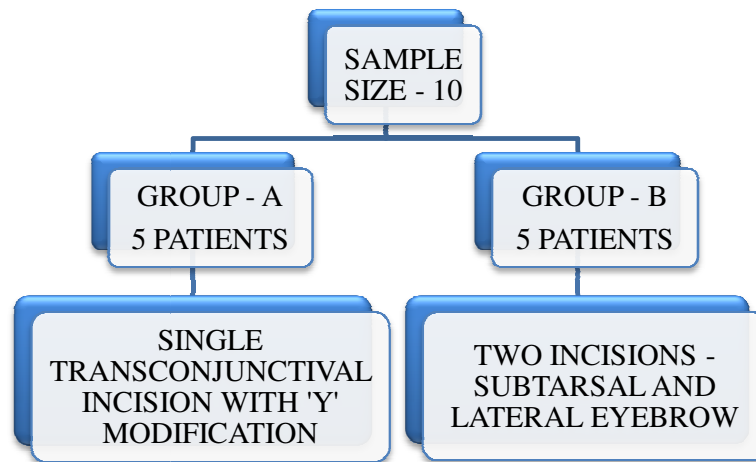 SAMPLE
SIZE - 10
GROUP - A
5 PATIENTS
GROUP - B
5 PATIENTS
SINGLE
TRANSCONJUNCTIVAL
INCISION WITH 'Y'
MODIFICATION
TWO INCISIONS -
SUBTARSAL AND
LATERAL EYEBROW